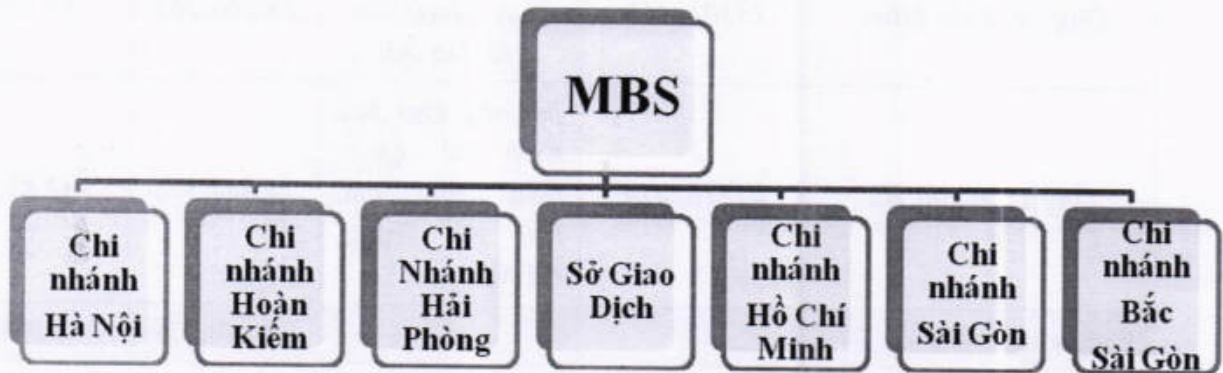 MBS
Chi
nhánh
Hà Nội
Chi
nhánh
Hoàn
Kiếm
Chi
Nhánh
Hải
Phòng
Sở Giao
Dịch
Chi
nhánh
Hồ Chí
Minh
Chi
nhánh
Sài Gòn
Chi
nhánh
Bắc
Sài Gòn